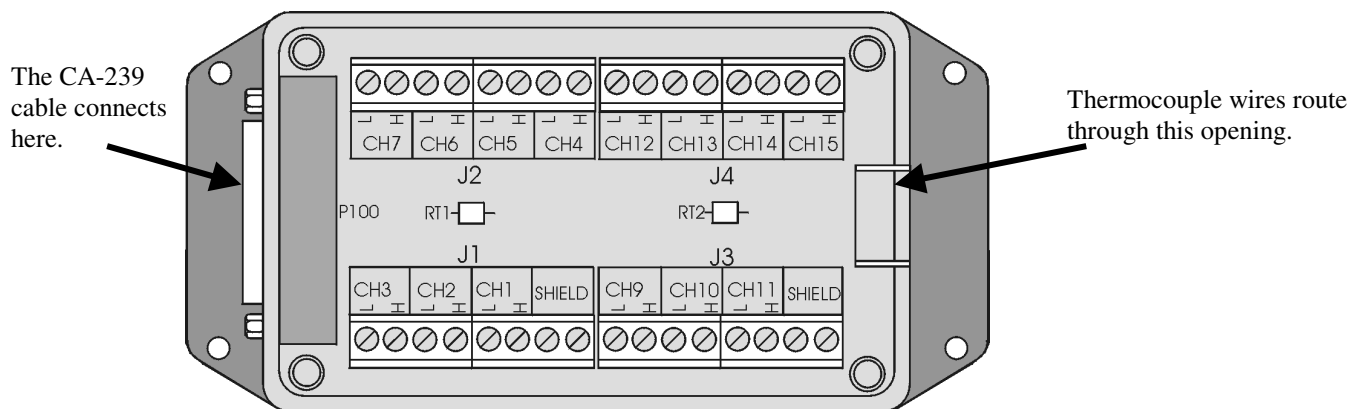 The CA-239
cable connects
here.
L H L H L H L H L H L H L H L H
CH7 CH6 CH5 CH4 CH12 CH13 CH14 CH15
J2 J4
P100 RT1 RT2
J1 J3
CH3 CH2 CH1 SHIELD CH9 CH10 CH11 SHIELD
L H L H L H L H L H L H
Thermocouple wires route
through this opening.